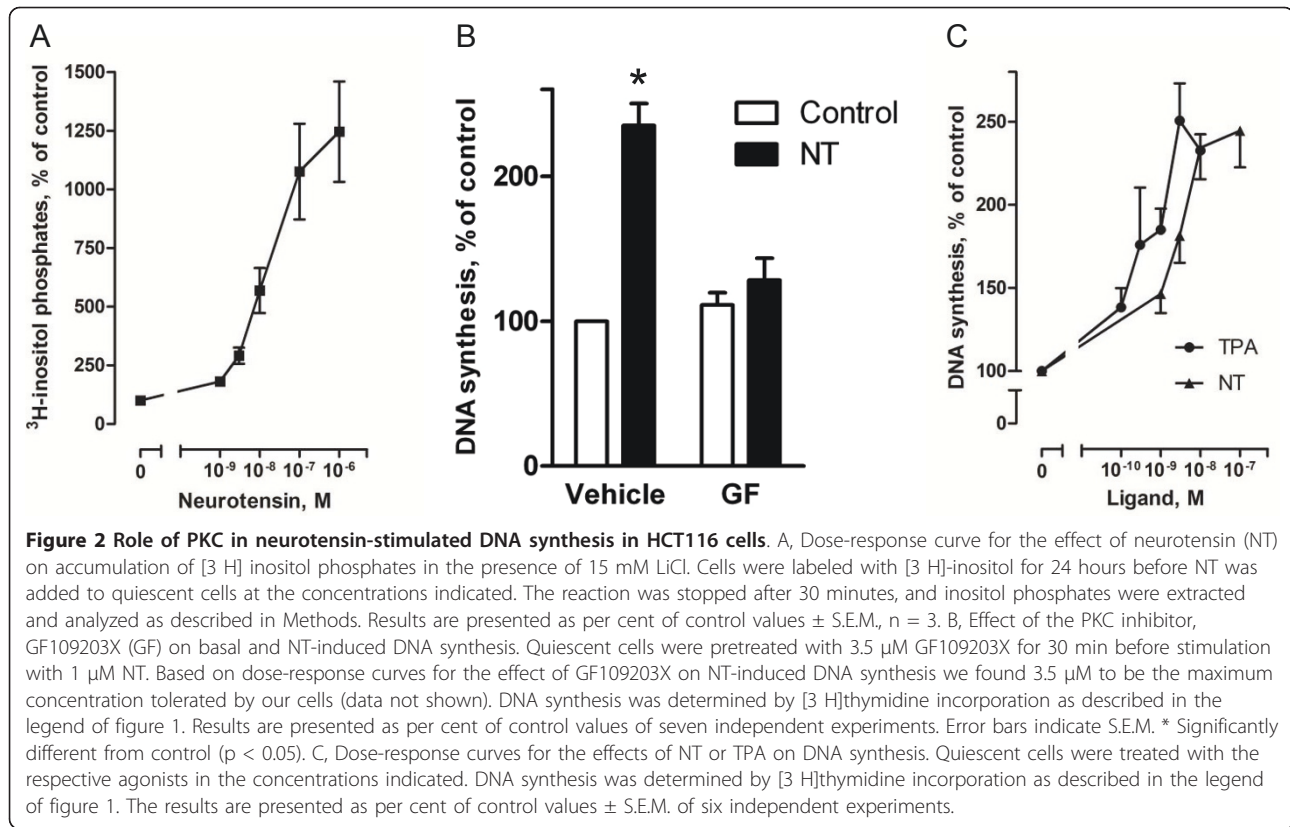 A
1500
1250
1000
750
500
250
0
³H-inositol phosphates, % of control
0
10⁻⁹ 10⁻⁸ 10⁻⁷ 10⁻⁶
Neurotensin, M
B
*
Control
NT
200
100
0
DNA synthesis, % of control
Vehicle GF
C
250
200
150
100
0
DNA synthesis, % of control
TPA
NT
0
10⁻¹⁰ 10⁻⁹ 10⁻⁸ 10⁻⁷
Ligand, M
Figure 2 Role of PKC in neurotensin-stimulated DNA synthesis in HCT116 cells. A, Dose-response curve for the effect of neurotensin (NT)
on accumulation of [3 H] inositol phosphates in the presence of 15 mM LiCl. Cells were labeled with [3 H]-inositol for 24 hours before NT was
added to quiescent cells at the concentrations indicated. The reaction was stopped after 30 minutes, and inositol phosphates were extracted
and analyzed as described in Methods. Results are presented as per cent of control values ± S.E.M., n = 3. B, Effect of the PKC inhibitor,
GF109203X (GF) on basal and NT-induced DNA synthesis. Quiescent cells were pretreated with 3.5 μM GF109203X for 30 min before stimulation
with 1 μM NT. Based on dose-response curves for the effect of GF109203X on NT-induced DNA synthesis we found 3.5 μM to be the maximum
concentration tolerated by our cells (data not shown). DNA synthesis was determined by [3 H]thymidine incorporation as described in the
legend of figure 1. Results are presented as per cent of control values of seven independent experiments. Error bars indicate S.E.M. * Significantly
different from control (p < 0.05). C, Dose-response curves for the effects of NT or TPA on DNA synthesis. Quiescent cells were treated with the
respective agonists in the concentrations indicated. DNA synthesis was determined by [3 H]thymidine incorporation as described in the legend
of figure 1. The results are presented as per cent of control values ± S.E.M. of six independent experiments.